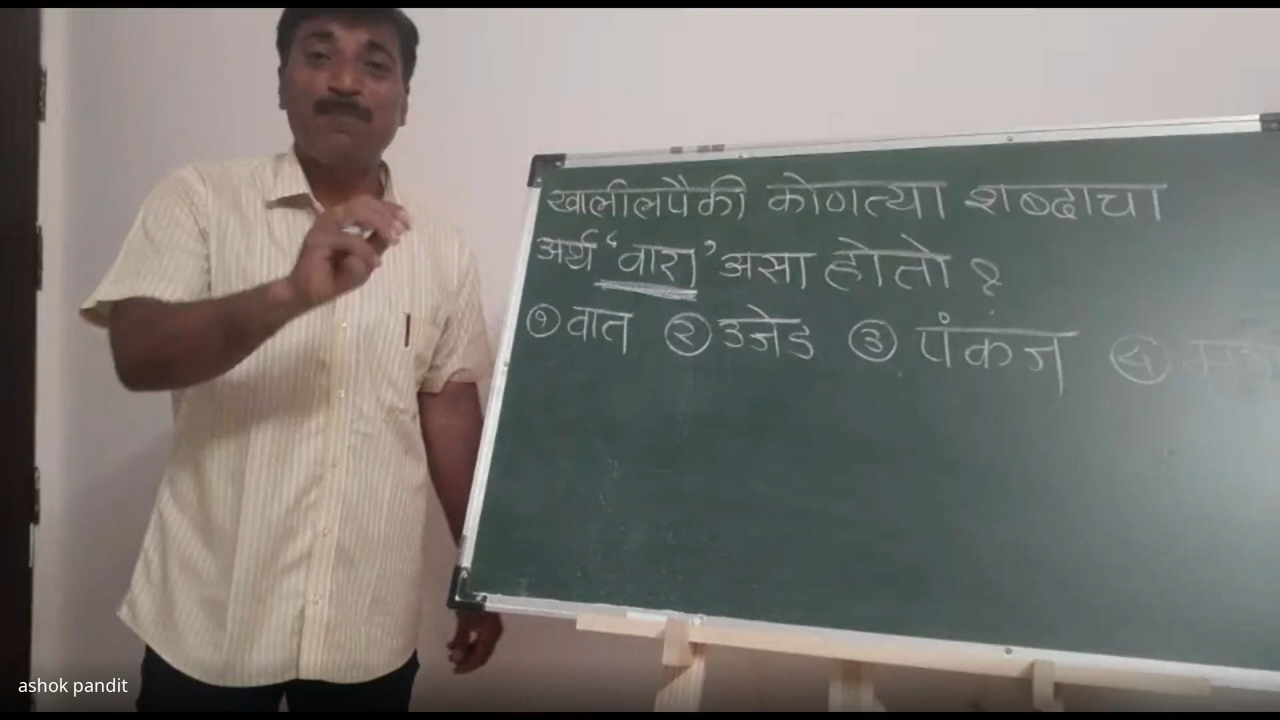 खालीलपैकी कोणत्या शब्दाचा
अर्थ 'वारा' असा होतो ?
① वात ② उजेड ③ पंकज ④
ashok pandit